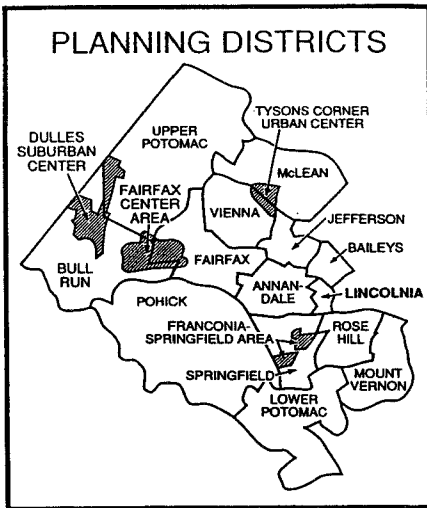 PLANNING DISTRICTS
TYSONS CORNER
URBAN CENTER
DULLES
SUBURBAN
CENTER
UPPER
POTOMAC
McLEAN
FAIRFAX
CENTER
AREA
VIENNA
JEFFERSON
BAILEYS
FAIRFAX
BULL
RUN
ANNAN-
DALE
LINCOLNIA
POHICK
FRANCONIA-
SPRINGFIELD AREA
ROSE
HILL
SPRINGFIELD
MOUNT
VERNON
LOWER
POTOMAC